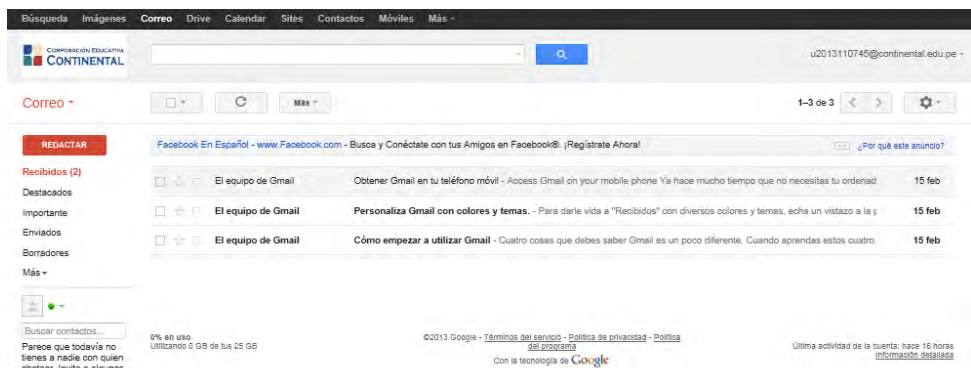 Búsqueda Imágenes Correo Drive Calendar Sites Contactos Móviles Más
CORPORACIÓN EDUCATIVA
CONTINENTAL
u2013110745@continental.edu.pe
Correo
Más
1–3 de 3
REDACTAR
Facebook En Español - www.Facebook.com - Busca y Conéctate con tus Amigos en Facebook®. ¡Regístrate Ahora!
¿Por qué este anuncio?
Recibidos (2)
Destacados
Importante
Enviados
Borradores
Más
El equipo de Gmail Obtener Gmail en tu teléfono móvil - Access Gmail on your mobile phone Ya hace mucho tiempo que no necesitas tu ordenad 15 feb
El equipo de Gmail Personaliza Gmail con colores y temas. - Para darle vida a "Recibidos" con diversos colores y temas, echa un vistazo a la p 15 feb
El equipo de Gmail Cómo empezar a utilizar Gmail - Cuatro cosas que debes saber Gmail es un poco diferente. Cuando aprendas estos cuatro 15 feb
Buscar contactos...
Parece que todavía no
tienes a nadie con quien
chatear. Invita a algunos
0% en uso
Utilizando 0 GB de tus 25 GB
©2013 Google - Términos del servicio - Política de privacidad - Política
del programa
Con la tecnología de Google
Última actividad de la cuenta: hace 16 horas
Información detallada